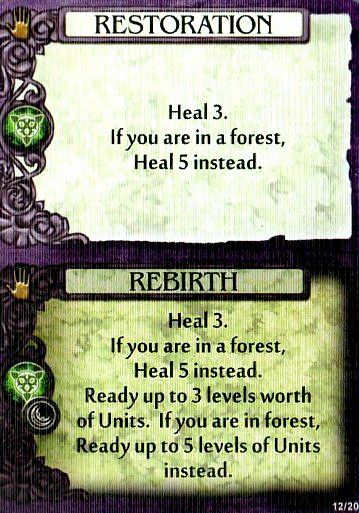 RESTORATION
Heal 3.
If you are in a forest,
Heal 5 instead.
REBIRTH
Heal 3.
If you are in a forest,
Heal 5 instead.
Ready up to 3 levels worth
of Units. If you are in forest,
Ready up to 5 levels of Units
instead.
12/20